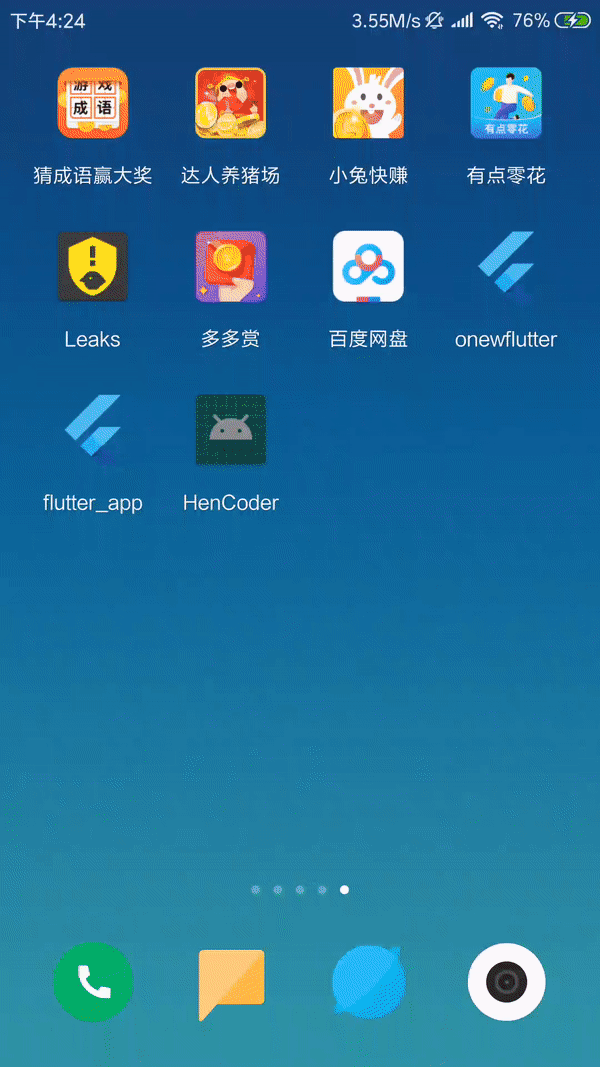 下午4:24 3.55M/s 76%
游戏
成语
有点零花
猜成语赢大奖 达人养猪场 小兔快赚 有点零花
Leaks 多多赏 百度网盘 onewflutter
flutter_app HenCoder